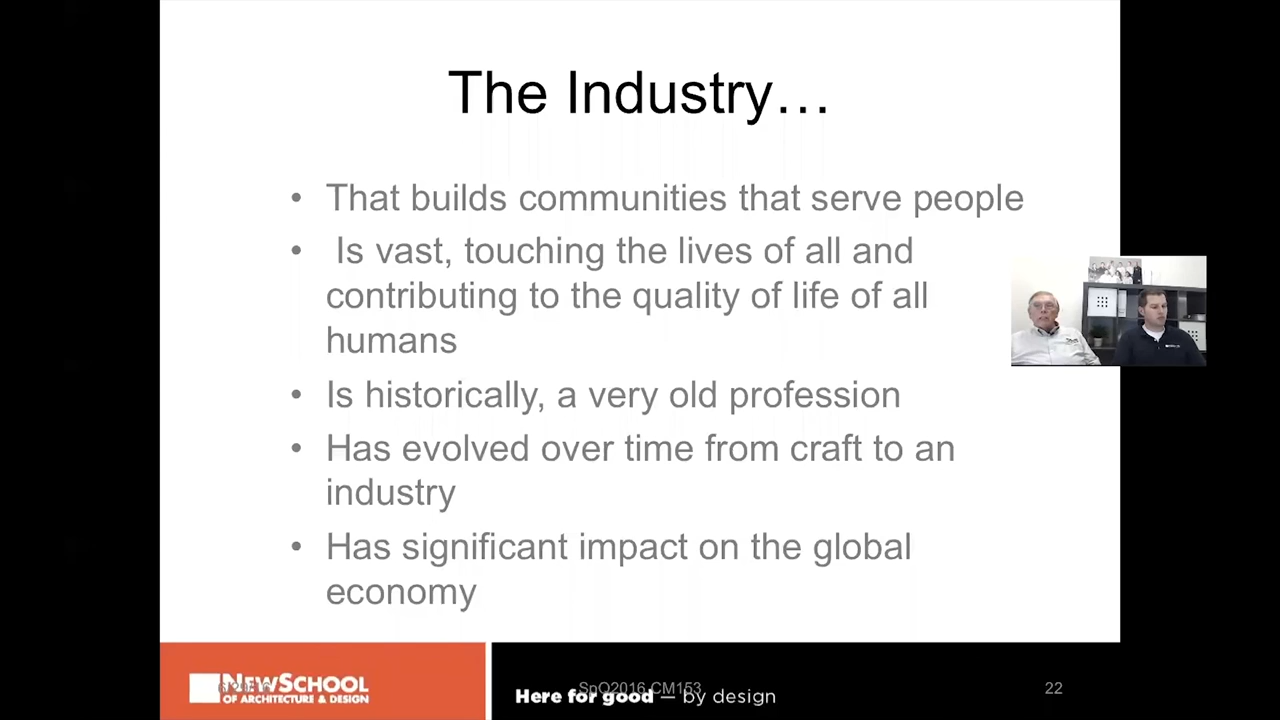 The Industry…
• That builds communities that serve people
• Is vast, touching the lives of all and
contributing to the quality of life of all
humans
• Is historically, a very old profession
• Has evolved over time from craft to an
industry
• Has significant impact on the global
economy
NEWSCHOOL
OF ARCHITECTURE & DESIGN
SpQ2016 CM153
Here for good — by design
22